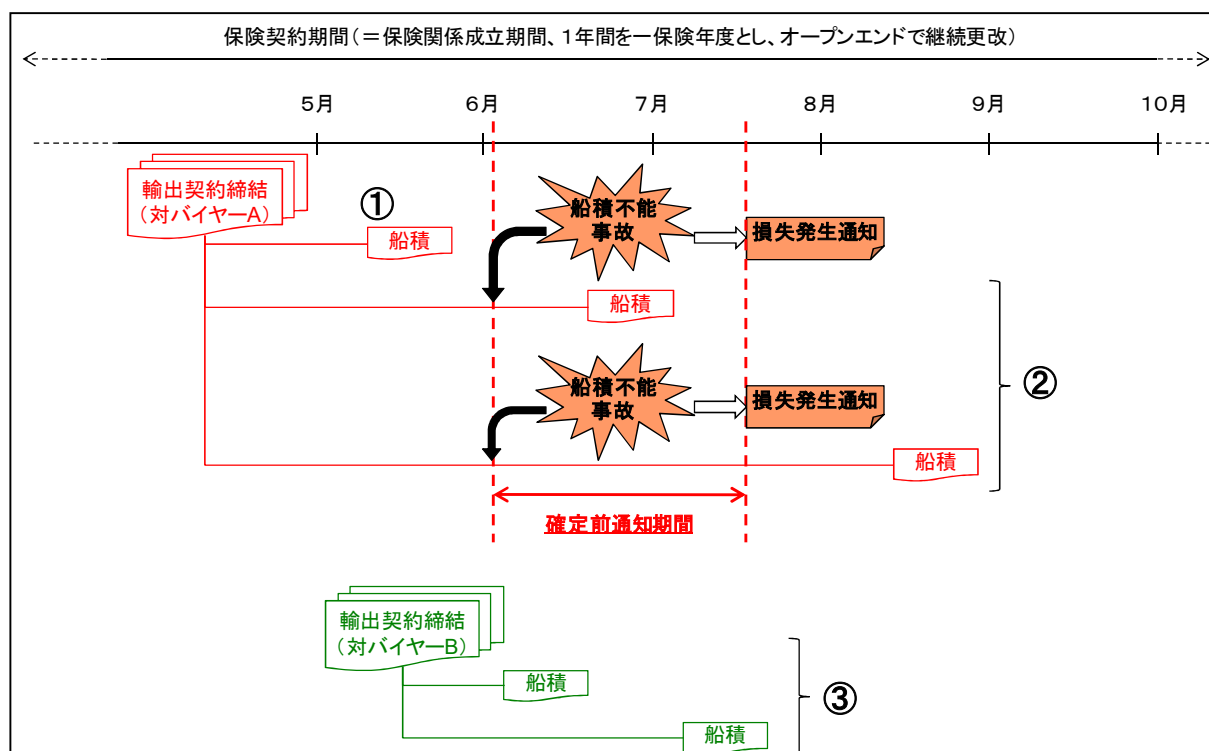 保険契約期間(=保険関係成立期間、1年間を一保険年度とし、オープンエンドで継続更改)
5月
6月
7月
8月
9月
10月
輸出契約締結
(対バイヤーA)
①
船積
船積不能
事故
損失発生通知
船積
②
船積不能
事故
損失発生通知
船積
確定前通知期間
輸出契約締結
(対バイヤーB)
船積
③
船積